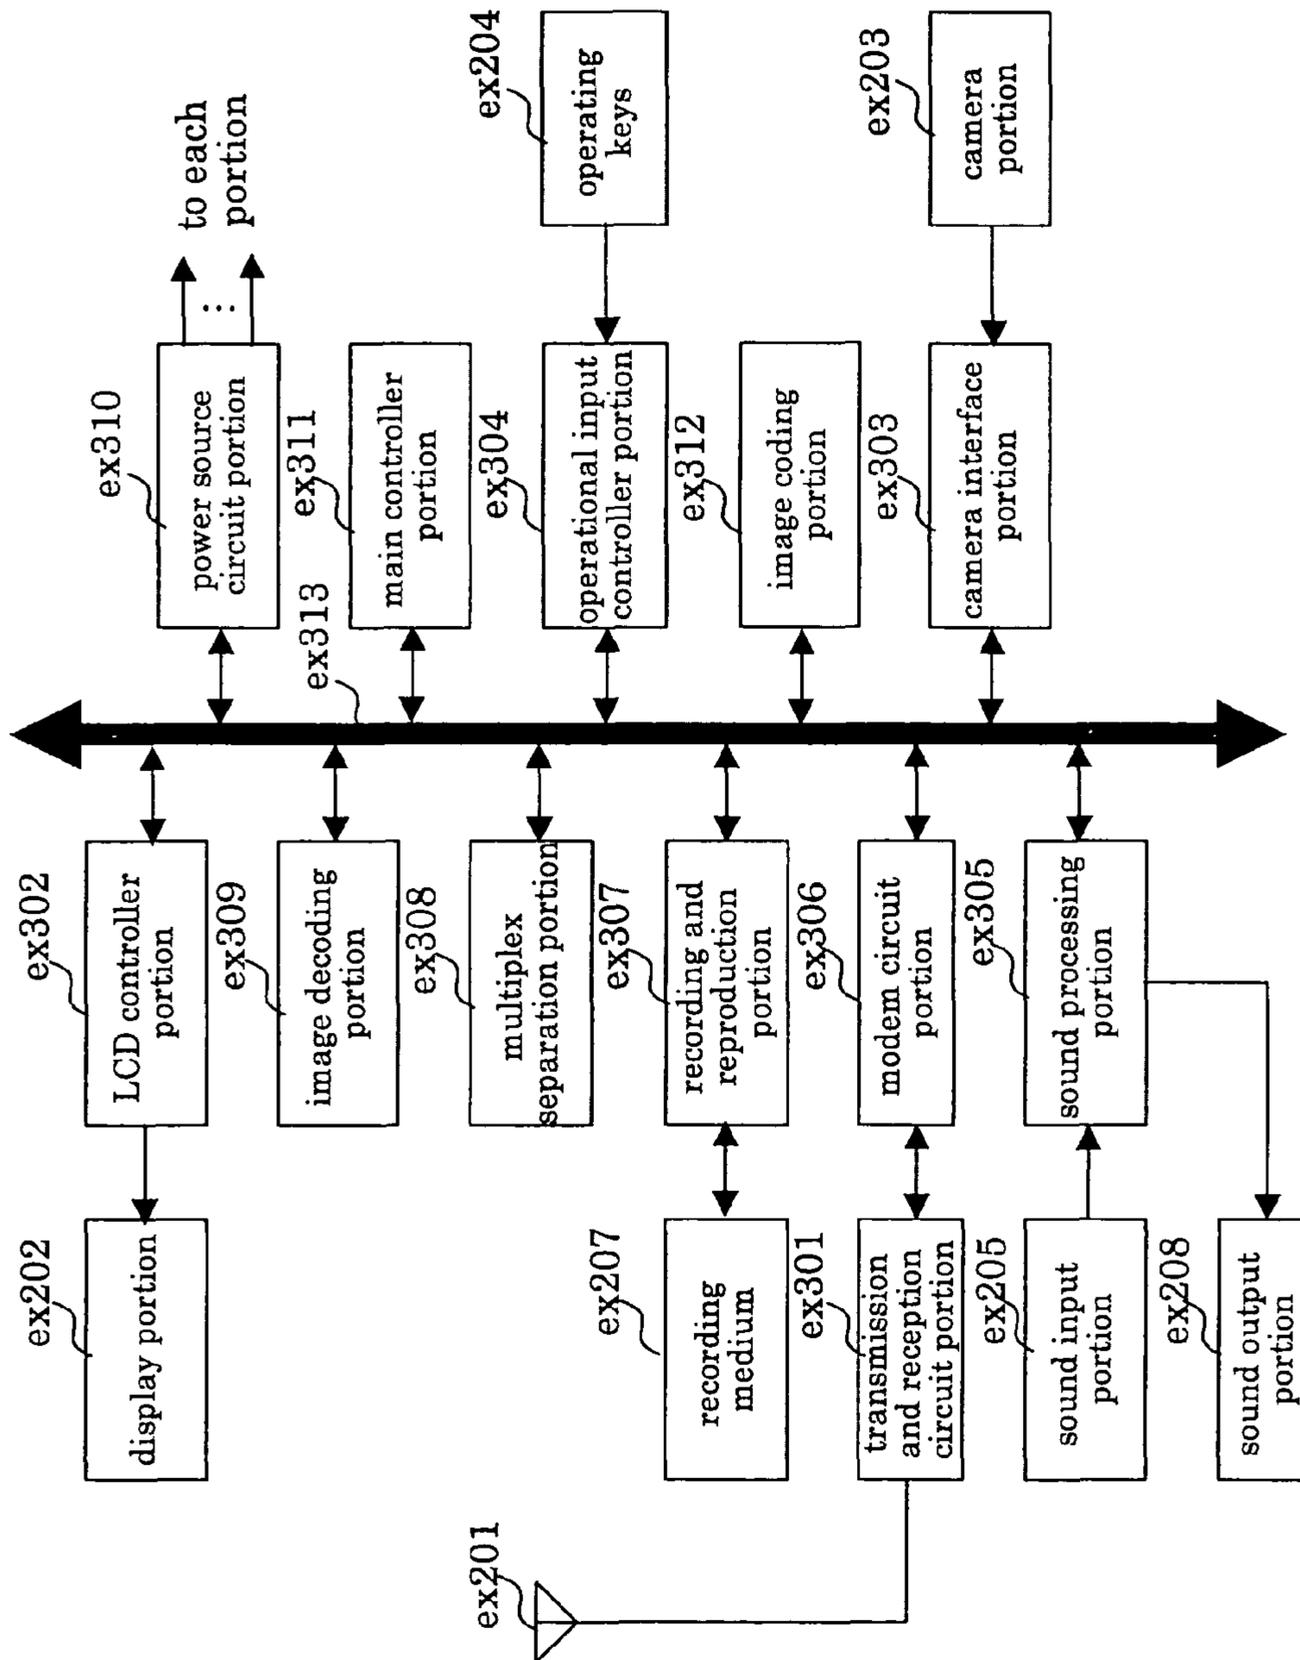 ex201
ex202
display portion
ex302
LCD controller
portion
ex310
power source
circuit portion
to each
portion
...
ex309
image decoding
portion
ex313
ex311
main controller
portion
ex308
multiplex
separation portion
ex304
operational input
controller portion
ex204
operating
keys
ex207
recording
medium
ex307
recording and
reproduction
portion
ex312
image coding
portion
ex301
transmission
and reception
circuit portion
ex306
modem circuit
portion
ex303
camera interface
portion
ex203
camera
portion
ex205
sound input
portion
ex305
sound processing
portion
ex208
sound output
portion